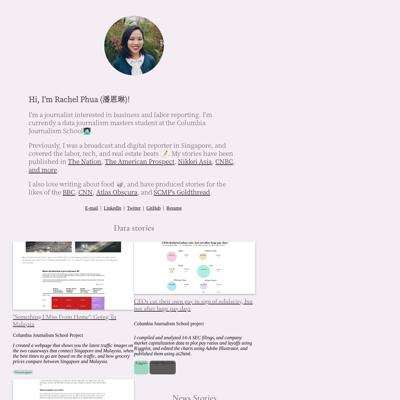 Hi, I'm Rachel Phua (潘恩琳)!
I'm a journalist interested in business and labor reporting. I'm
currently a data journalism masters student at the Columbia
Journalism School
Previously, I was a broadcast and digital reporter in Singapore, and
covered the labor, tech, and real estate beats. My stories have been
published in The Nation, The American Prospect, Nikkei Asia, CNBC,
and more.
I also love writing about food, and have produced stories for the
likes of the BBC, CNN, Atlas Obscura, and SCMP's Goldthread.
E-mail | LinkedIn | Twitter | GitHub | Resume
Data stories
"Something I Miss From Home": Going To
Malaysia
Columbia Journalism School Project
I created a webpage that shows you the latest traffic images on
the two causeways that connect Singapore and Malaysia, when
the best times to go are based on the traffic, and how grocery
prices compare between Singapore and Malaysia.
CEOs cut their own pay in sign of solidarity, but
not other huge pay days
Columbia Journalism School project
I compiled and analyzed 14-A SEC filings, and company
market capitalization data to plot pay ratios and layoffs using
R/ggplot, and edited the charts using Adobe Illustrator, and
published them using ai2html.
News Stories